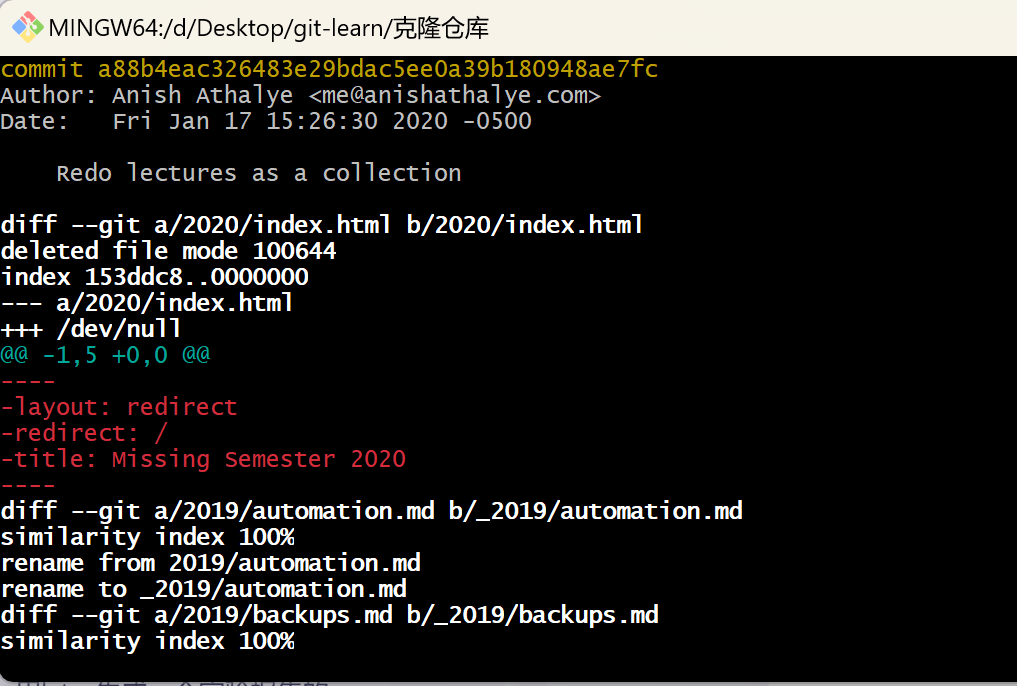 MINGW64:/d/Desktop/git-learn/克隆仓库
commit a88b4eac326483e29bdac5ee0a39b180948ae7fc
Author: Anish Athalye <me@anishathalye.com>
Date:   Fri Jan 17 15:26:30 2020 -0500
    Redo lectures as a collection
diff --git a/2020/index.html b/2020/index.html
deleted file mode 100644
index 153ddc8..0000000
--- a/2020/index.html
+++ /dev/null
@@ -1,5 +0,0 @@
----
-layout: redirect
-redirect: /
-title: Missing Semester 2020
----
diff --git a/2019/automation.md b/_2019/automation.md
similarity index 100%
rename from 2019/automation.md
rename to _2019/automation.md
diff --git a/2019/backups.md b/_2019/backups.md
similarity index 100%